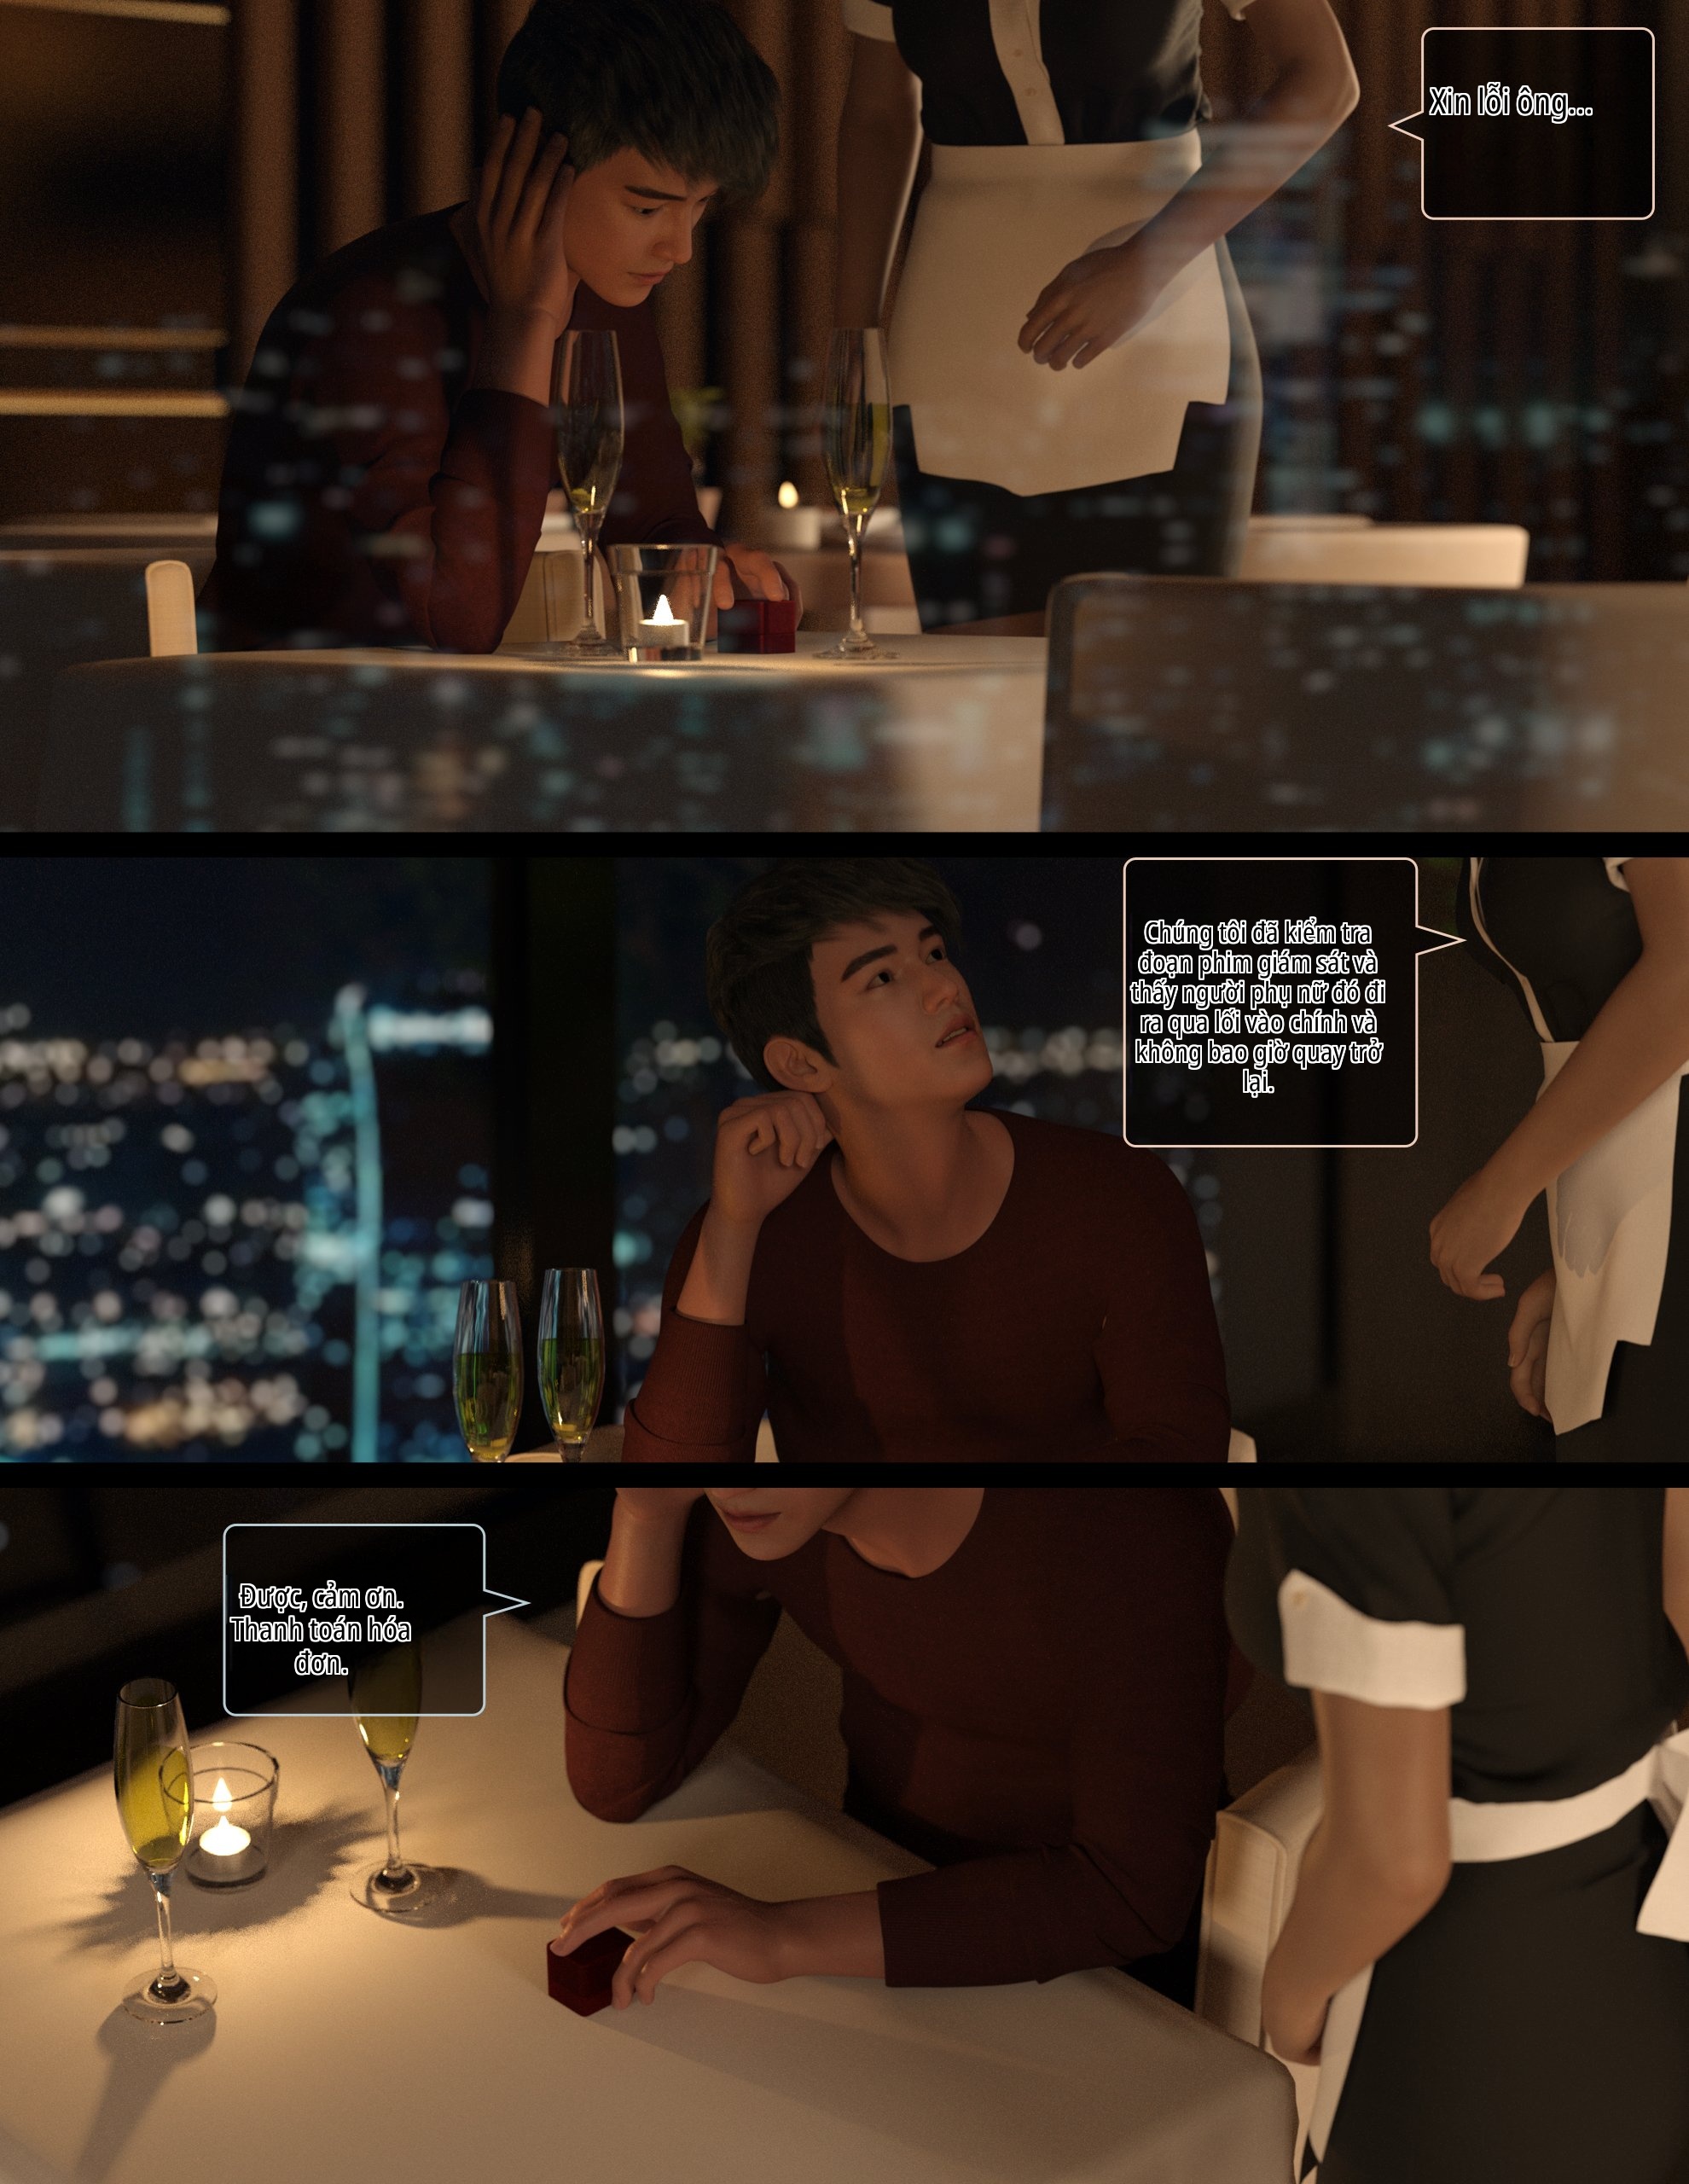 Xin lỗi ông...
Chúng tôi đã kiểm tra
đoạn phim giám sát và
thấy người phụ nữ đó đi
ra qua lối vào chính và
không bao giờ quay trở
lại.
Được, cảm ơn.
Thanh toán hóa
đơn.